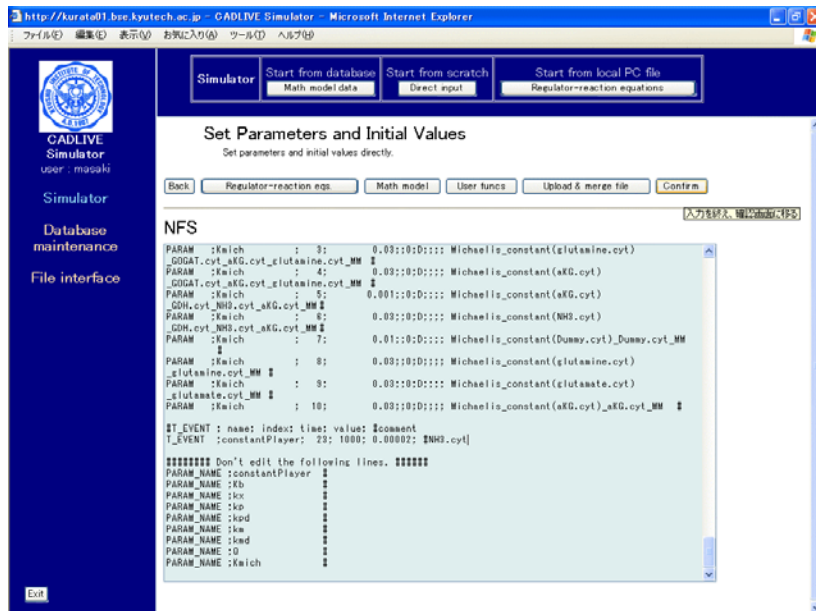 http://kurata01.bse.kyutech.ac.jp - CADLIVE Simulator - Microsoft Internet Explorer
ファイル(F) 編集(E) 表示(V) お気に入り(A) ツール(T) ヘルプ(H)
CADLIVE
Simulator
user : masaki
Simulator
Database
maintenance
File interface
Exit
Simulator
Start from database
Math model data
Start from scratch
Direct input
Start from local PC file
Regulator-reaction equations
Set Parameters and Initial Values
Set parameters and initial values directly.
Back Regulator-reaction eqs. Math model User funcs Upload & merge file Confirm
入力を終え、確認画面に移る
NFS
PARAM ;Kmich ; 3; 0.03;;0;D;;;; Michaelis_constant(glutamine.cyt)
_GOGAT.cyt_aKG.cyt_glutamine.cyt_MM #
PARAM ;Kmich ; 4; 0.03;;0;D;;;; Michaelis_constant(aKG.cyt)
_GOGAT.cyt_aKG.cyt_glutamine.cyt_MM #
PARAM ;Kmich ; 5; 0.001;;0;D;;;; Michaelis_constant(aKG.cyt)
_GDH.cyt_NH3.cyt_aKG.cyt_MM #
PARAM ;Kmich ; 6; 0.03;;0;D;;;; Michaelis_constant(NH3.cyt)
_GDH.cyt_NH3.cyt_aKG.cyt_MM #
PARAM ;Kmich ; 7; 0.01;;0;D;;;; Michaelis_constant(Dummy.cyt)_Dummy.cyt_MM
#
PARAM ;Kmich ; 8; 0.03;;0;D;;;; Michaelis_constant(glutamine.cyt)
_glutamine.cyt_MM #
PARAM ;Kmich ; 9; 0.03;;0;D;;;; Michaelis_constant(glutamate.cyt)
_glutamate.cyt_MM #
PARAM ;Kmich ; 10; 0.03;;0;D;;;; Michaelis_constant(aKG.cyt)_aKG.cyt_MM #
#T_EVENT : name; index; time; value; #comment
T_EVENT ;constantPlayer; 23; 1000; 0.00002; #NH3.cyt
######## Don't edit the following lines. ######
PARAM_NAME ;constantPlayer #
PARAM_NAME ;Kb #
PARAM_NAME ;kx #
PARAM_NAME ;kp #
PARAM_NAME ;kpd #
PARAM_NAME ;km #
PARAM_NAME ;kmd #
PARAM_NAME ;Q #
PARAM_NAME ;Kmich #